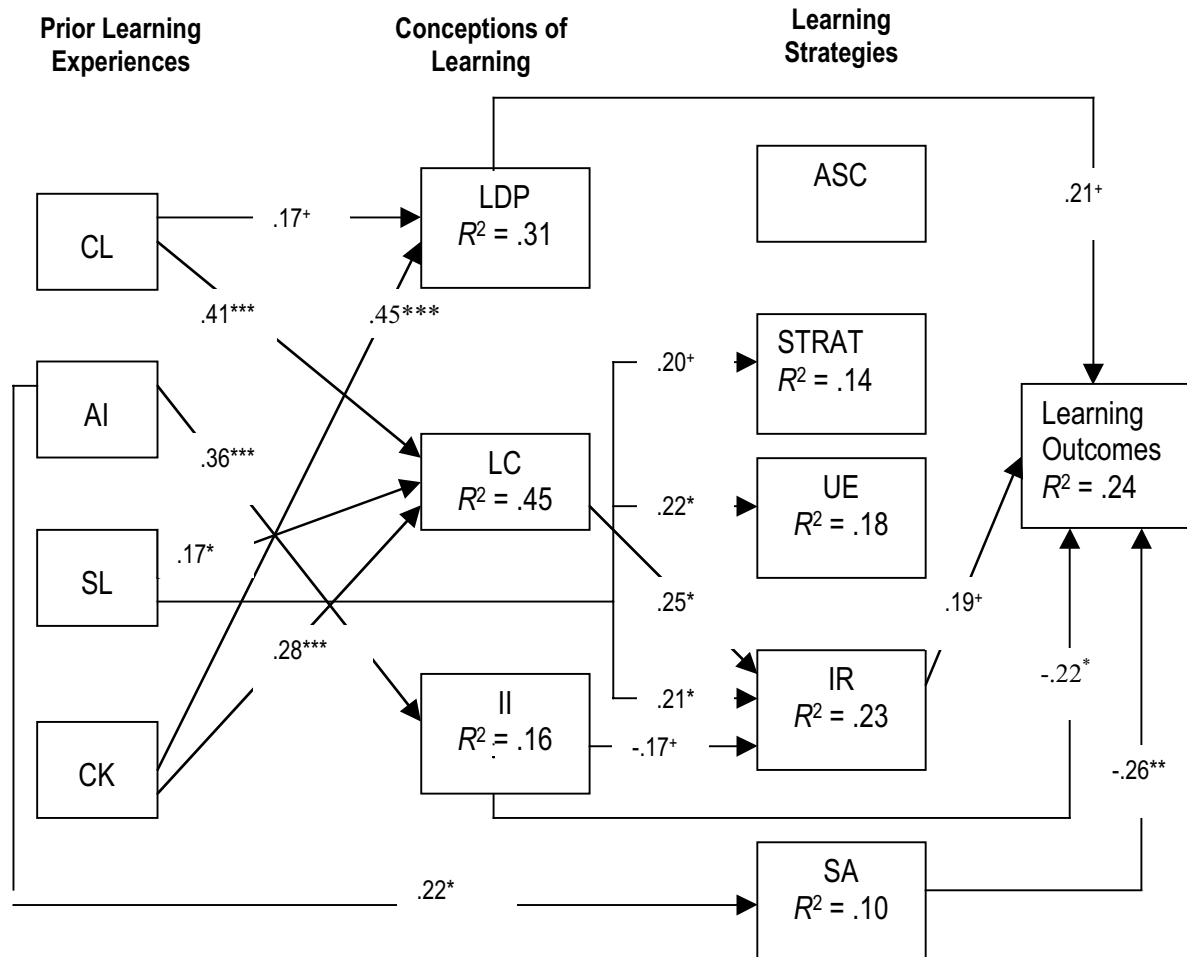 Prior Learning
Experiences
Conceptions of
Learning
Learning
Strategies
CL
AI
SL
CK
.17+
.41***
.45***
.36***
.17*
.28***
.22*
LDP
R² = .31
LC
R² = .45
II
R² = .16
.20+
.22*
.25*
.21*
-.17+
ASC
STRAT
R² = .14
UE
R² = .18
IR
R² = .23
SA
R² = .10
.21+
.19+
-.22*
-.26**
Learning
Outcomes
R² = .24